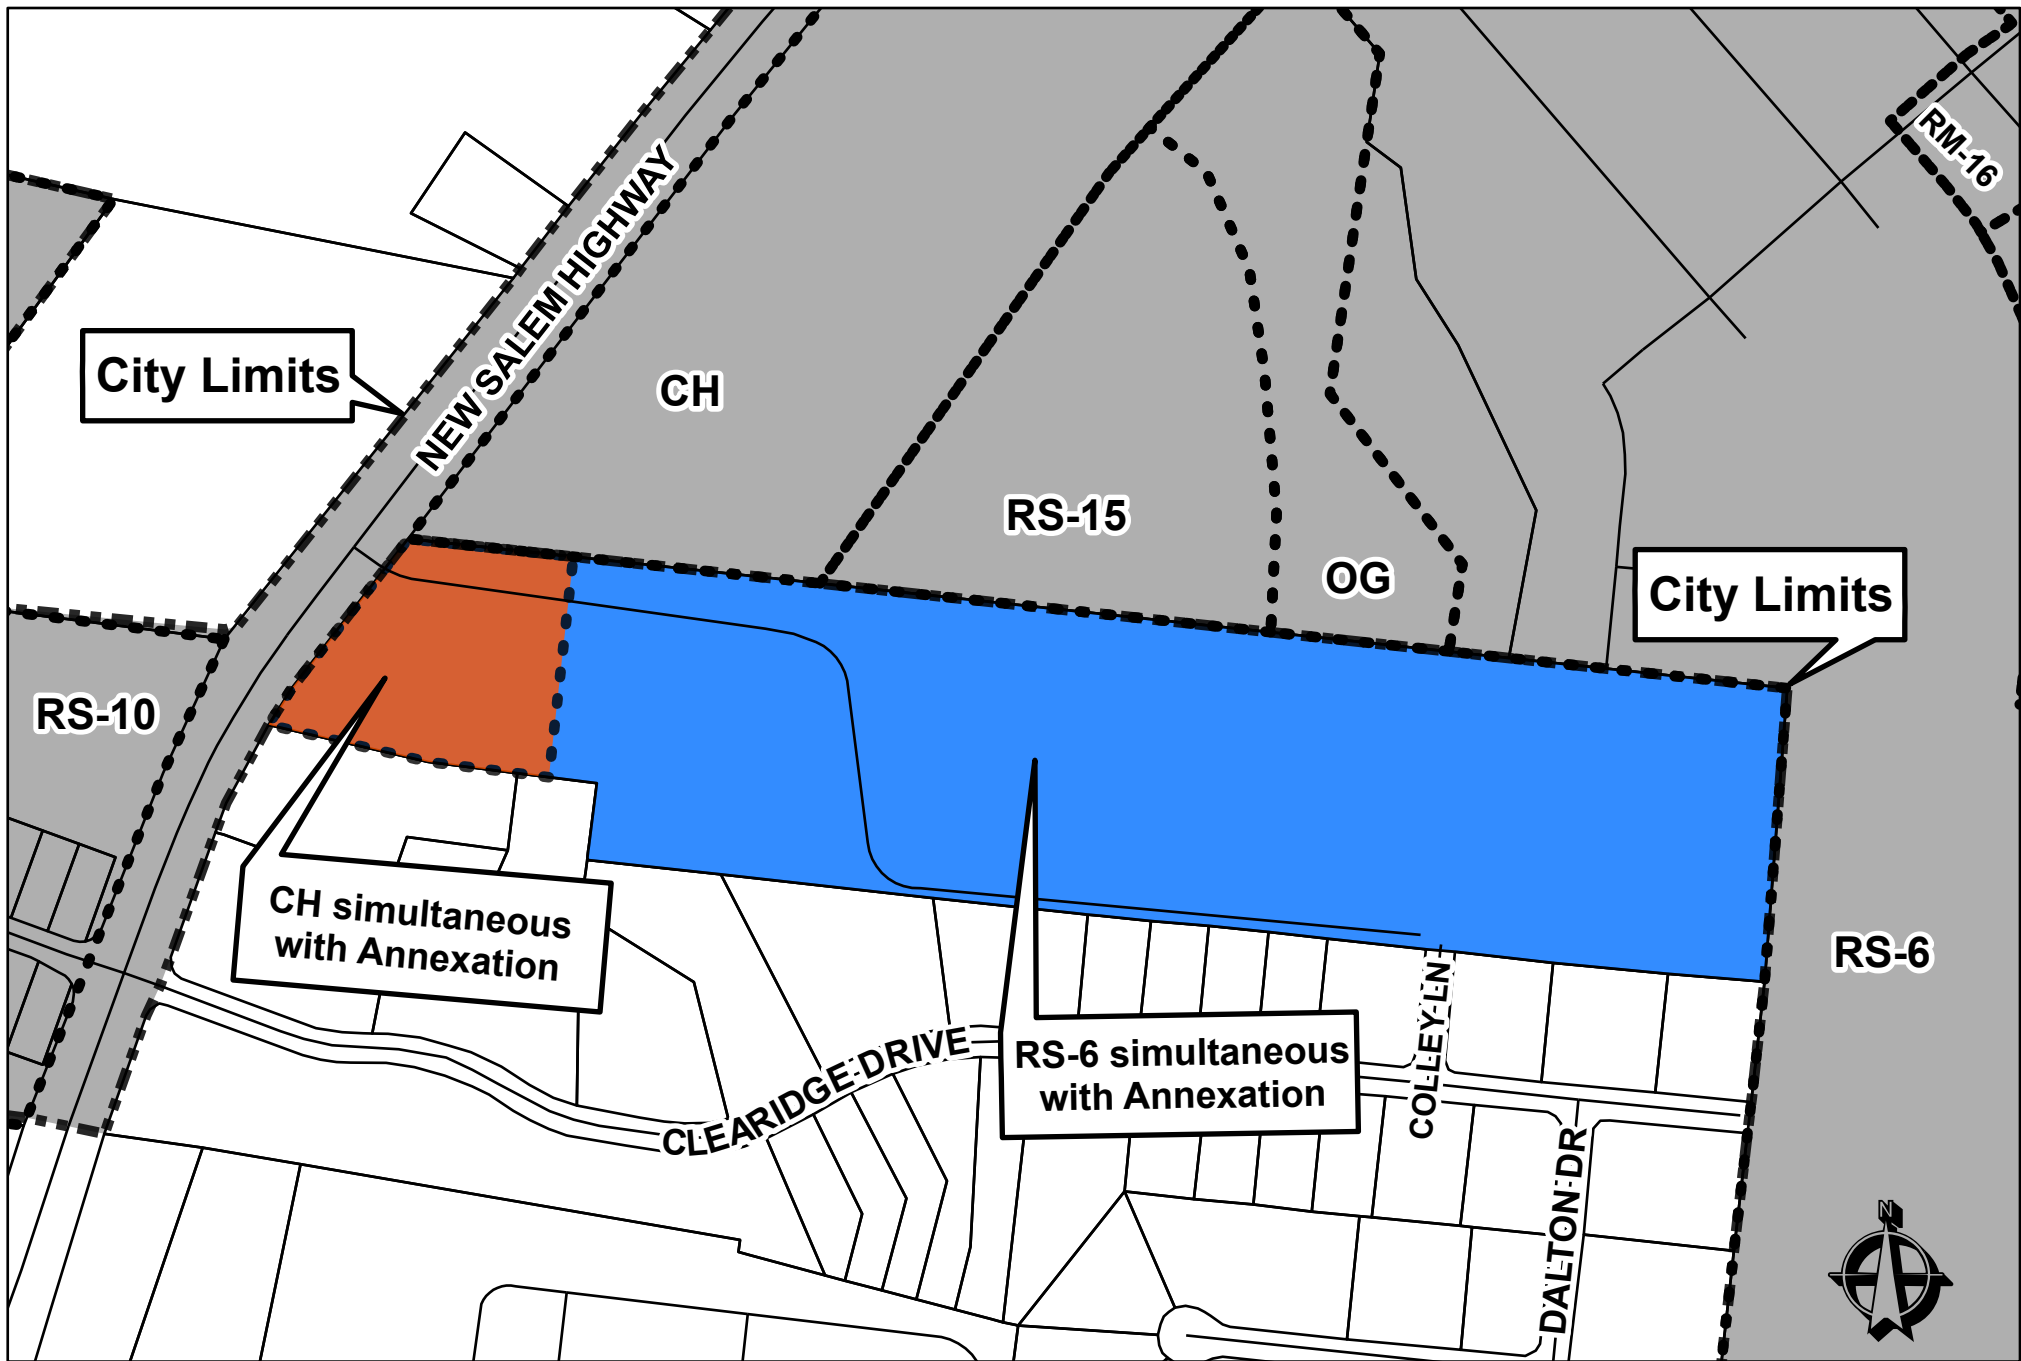 RM-16
NEW SALEM HIGHWAY
City Limits
CH
RS-15
OG
City Limits
RS-10
CH simultaneous
with Annexation
RS-6
COLLEY LN
CLEARIDGE DRIVE
RS-6 simultaneous
with Annexation
DALTON DR
N